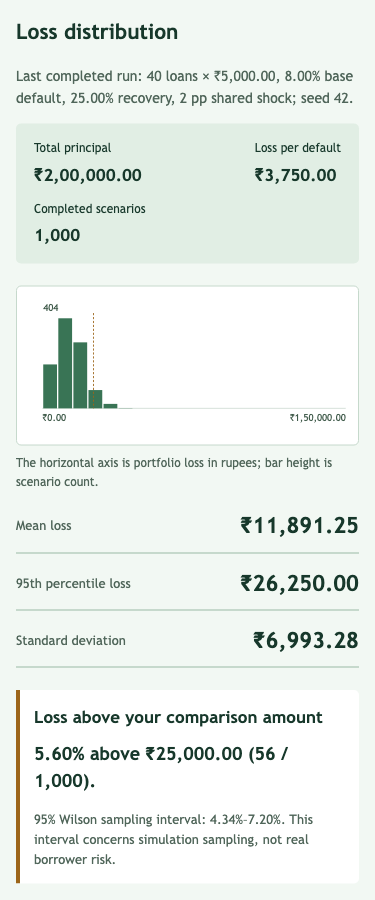 Loss distribution
Last completed run: 40 loans × ₹5,000.00, 8.00% base
default, 25.00% recovery, 2 pp shared shock; seed 42.
Total principal
₹2,00,000.00
Loss per default
₹3,750.00
Completed scenarios
1,000
404
₹0.00
₹1,50,000.00
The horizontal axis is portfolio loss in rupees; bar height is
scenario count.
Mean loss
₹11,891.25
95th percentile loss
₹26,250.00
Standard deviation
₹6,993.28
Loss above your comparison amount
5.60% above ₹25,000.00 (56 /
1,000).
95% Wilson sampling interval: 4.34%–7.20%. This
interval concerns simulation sampling, not real
borrower risk.